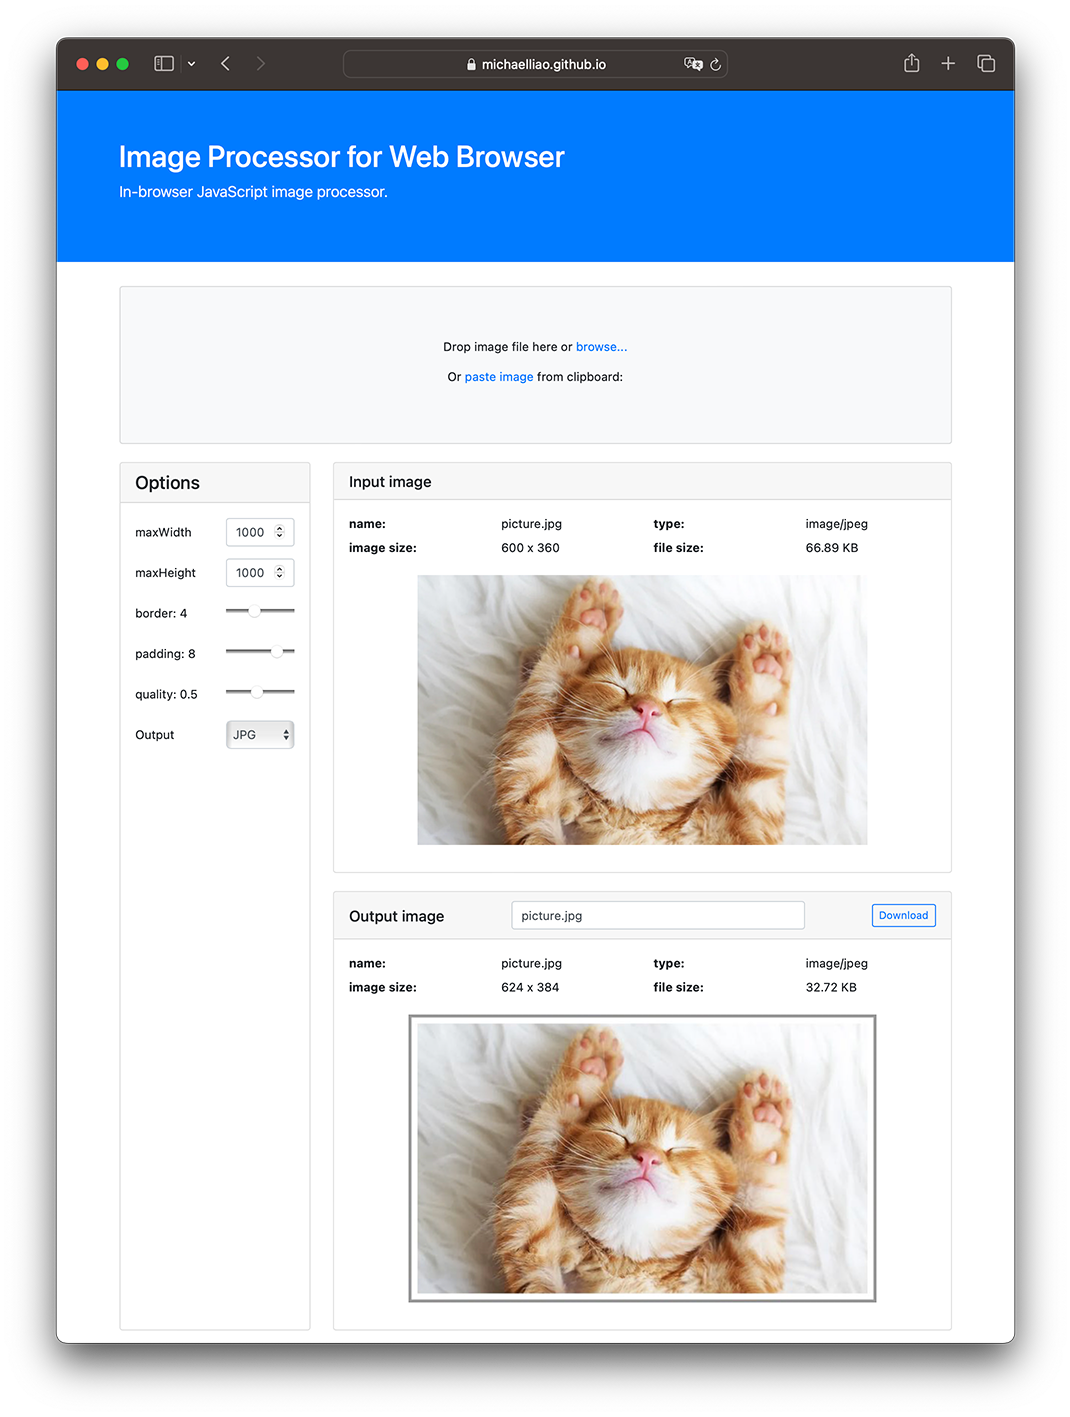 michaelliao.github.io
Image Processor for Web Browser
In-browser JavaScript image processor.
Drop image file here or browse...
Or paste image from clipboard:
Options
maxWidth 1000
maxHeight 1000
border: 4
padding: 8
quality: 0.5
Output JPG
Input image
name: picture.jpg type: image/jpeg
image size: 600 x 360 file size: 66.89 KB
Output image picture.jpg Download
name: picture.jpg type: image/jpeg
image size: 624 x 384 file size: 32.72 KB